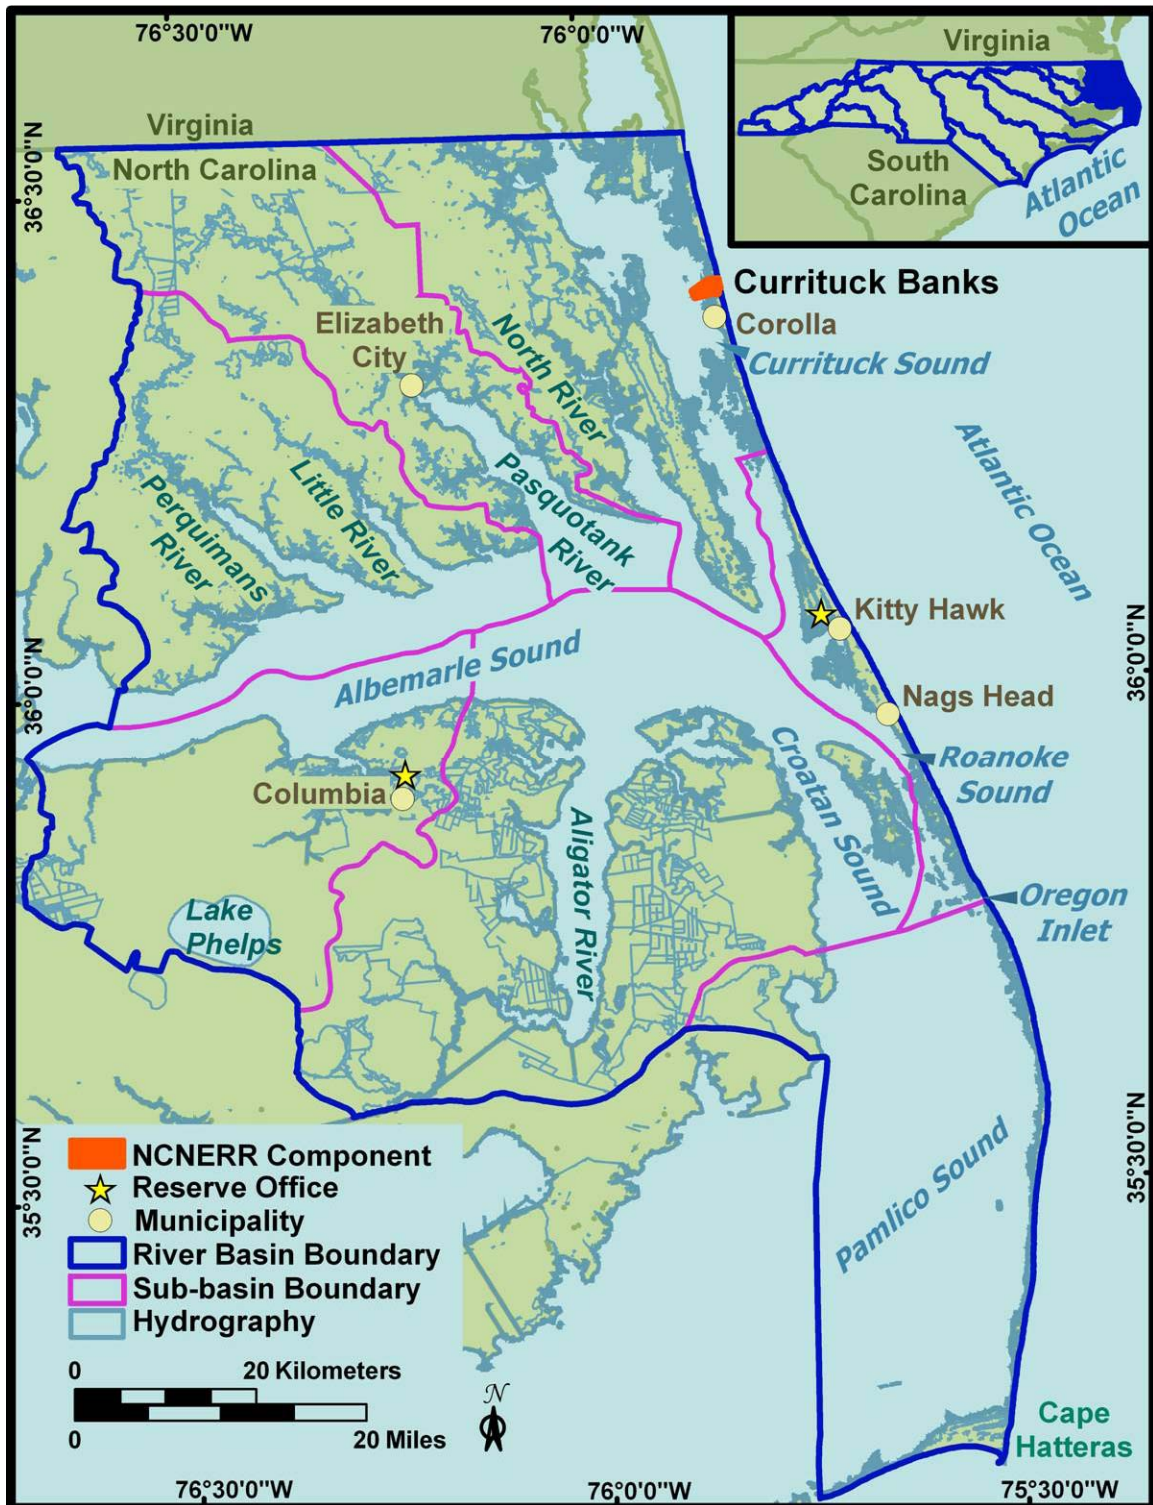 76°30'0"W
76°0'0"W
Virginia
South
Carolina
Atlantic
Ocean
Virginia
North Carolina
36°30'0"N
Currituck Banks
Corolla
Currituck Sound
Elizabeth
City
North River
Atlantic Ocean
Pasquotank
River
Little River
Perquimans
River
Kitty Hawk
36°0'0"N
36°0'0"N
Albemarle Sound
Nags Head
Roanoke
Sound
Croatan Sound
Columbia
Aligator River
Oregon
Inlet
Lake
Phelps
35°30'0"N
35°30'0"N
Pamlico Sound
NCNERR Component
Reserve Office
Municipality
River Basin Boundary
Sub-basin Boundary
Hydrography
0 20 Kilometers
0 20 Miles
N
Cape
Hatteras
76°30'0"W
76°0'0"W
75°30'0"W